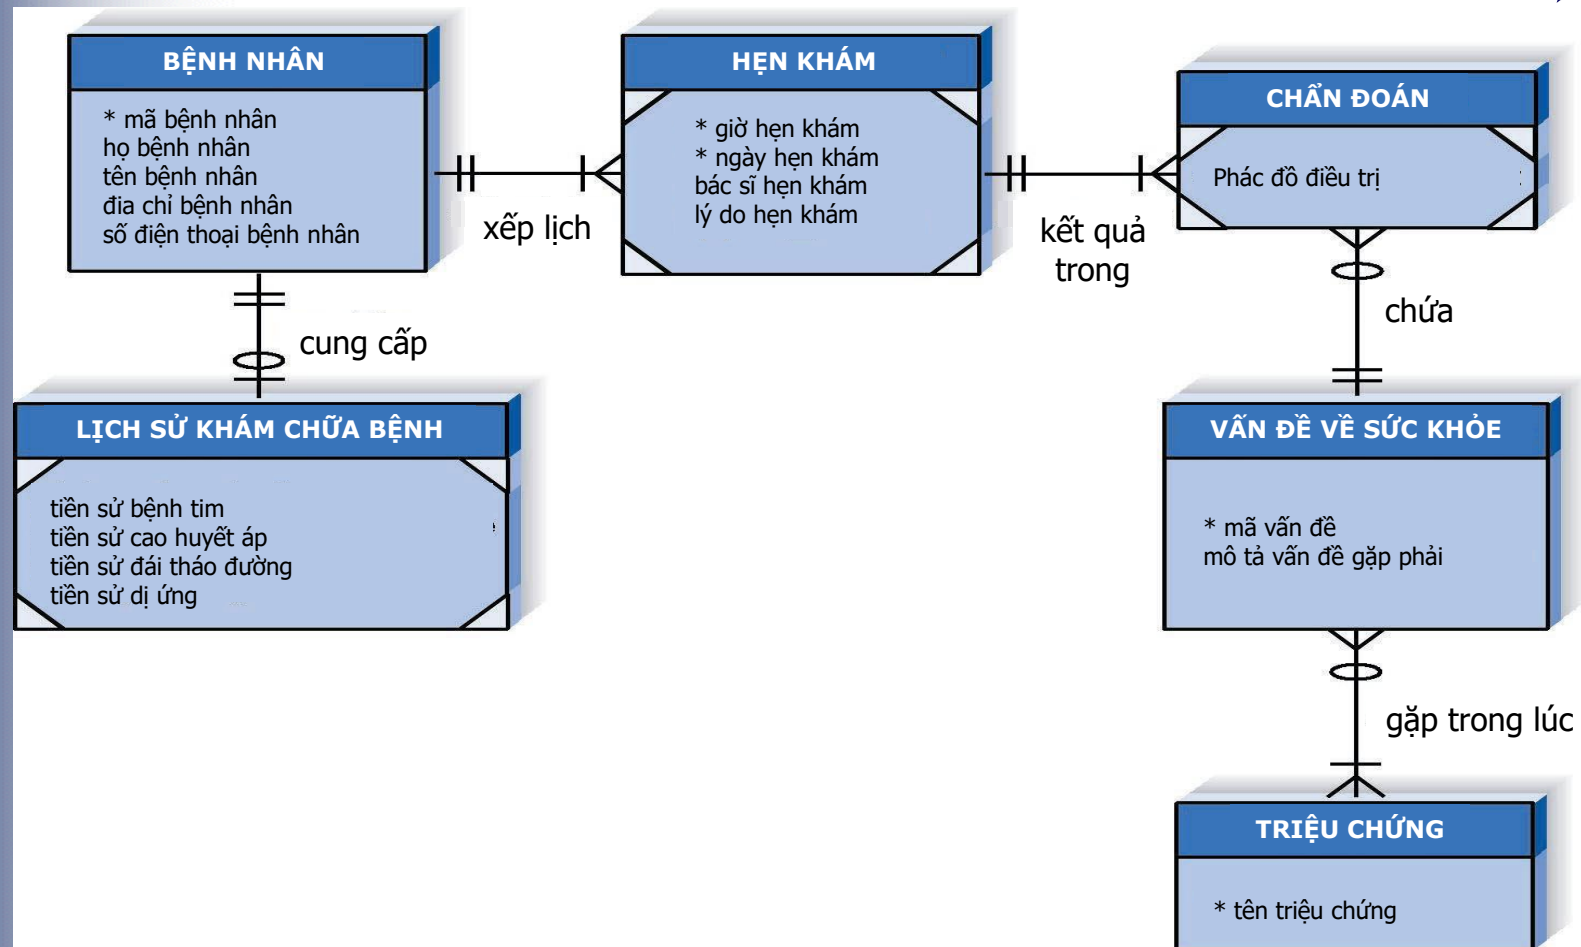 BỆNH NHÂN
* mã bệnh nhân
họ bệnh nhân
tên bệnh nhân
đia chỉ bệnh nhân
số điện thoại bệnh nhân
xếp lịch
HẸN KHÁM
* giờ hẹn khám
* ngày hẹn khám
bác sĩ hẹn khám
lý do hẹn khám
kết quả
trong
CHẨN ĐOÁN
Phác đồ điều trị
chứa
cung cấp
LỊCH SỬ KHÁM CHỮA BỆNH
tiền sử bệnh tim
tiền sử cao huyết áp
tiền sử đái tháo đường
tiền sử dị ứng
VẤN ĐỀ VỀ SỨC KHỎE
* mã vấn đề
mô tả vấn đề gặp phải
gặp trong lúc
TRIỆU CHỨNG
* tên triệu chứng